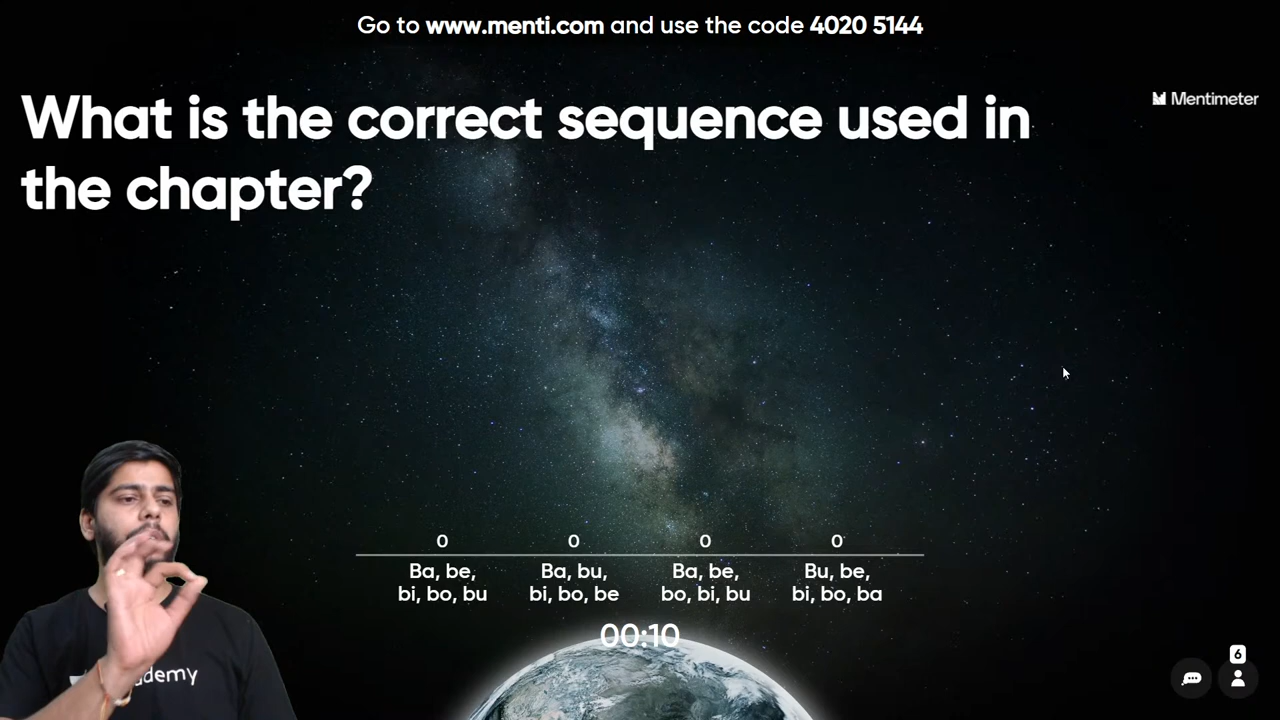 Go to www.menti.com and use the code 4020 5144
Mentimeter
What is the correct sequence used in
the chapter?
0
0
0
0
Ba, be,
bi, bo, bu
Ba, bu,
bi, bo, be
Ba, be,
bo, bi, bu
Bu, be,
bi, bo, ba
00:10
6